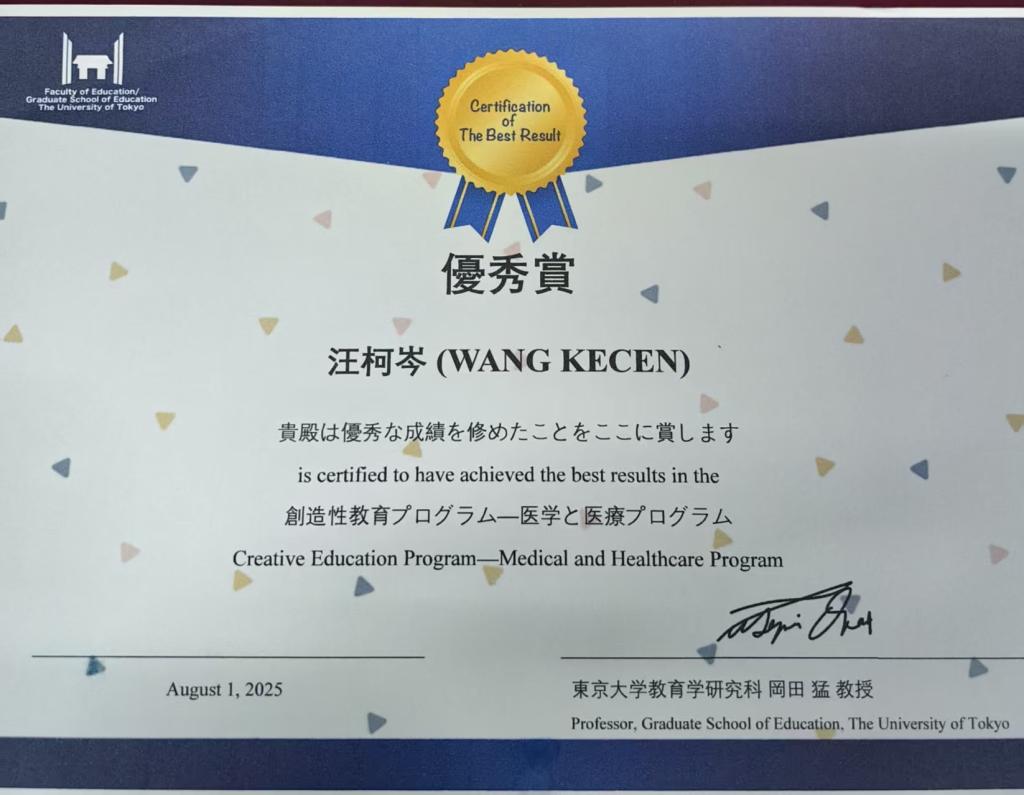 Faculty of Education/
Graduate School of Education
The University of Tokyo
Certification
of
The Best Result
優秀賞
汪柯岑 (WANG KECEN)
貴殿は優秀な成績を修めたことをここに賞します
is certified to have achieved the best results in the
創造性教育プログラム—医学と医療プログラム
Creative Education Program—Medical and Healthcare Program
August 1, 2025
東京大学教育学研究科 岡田 猛 教授
Professor, Graduate School of Education, The University of Tokyo